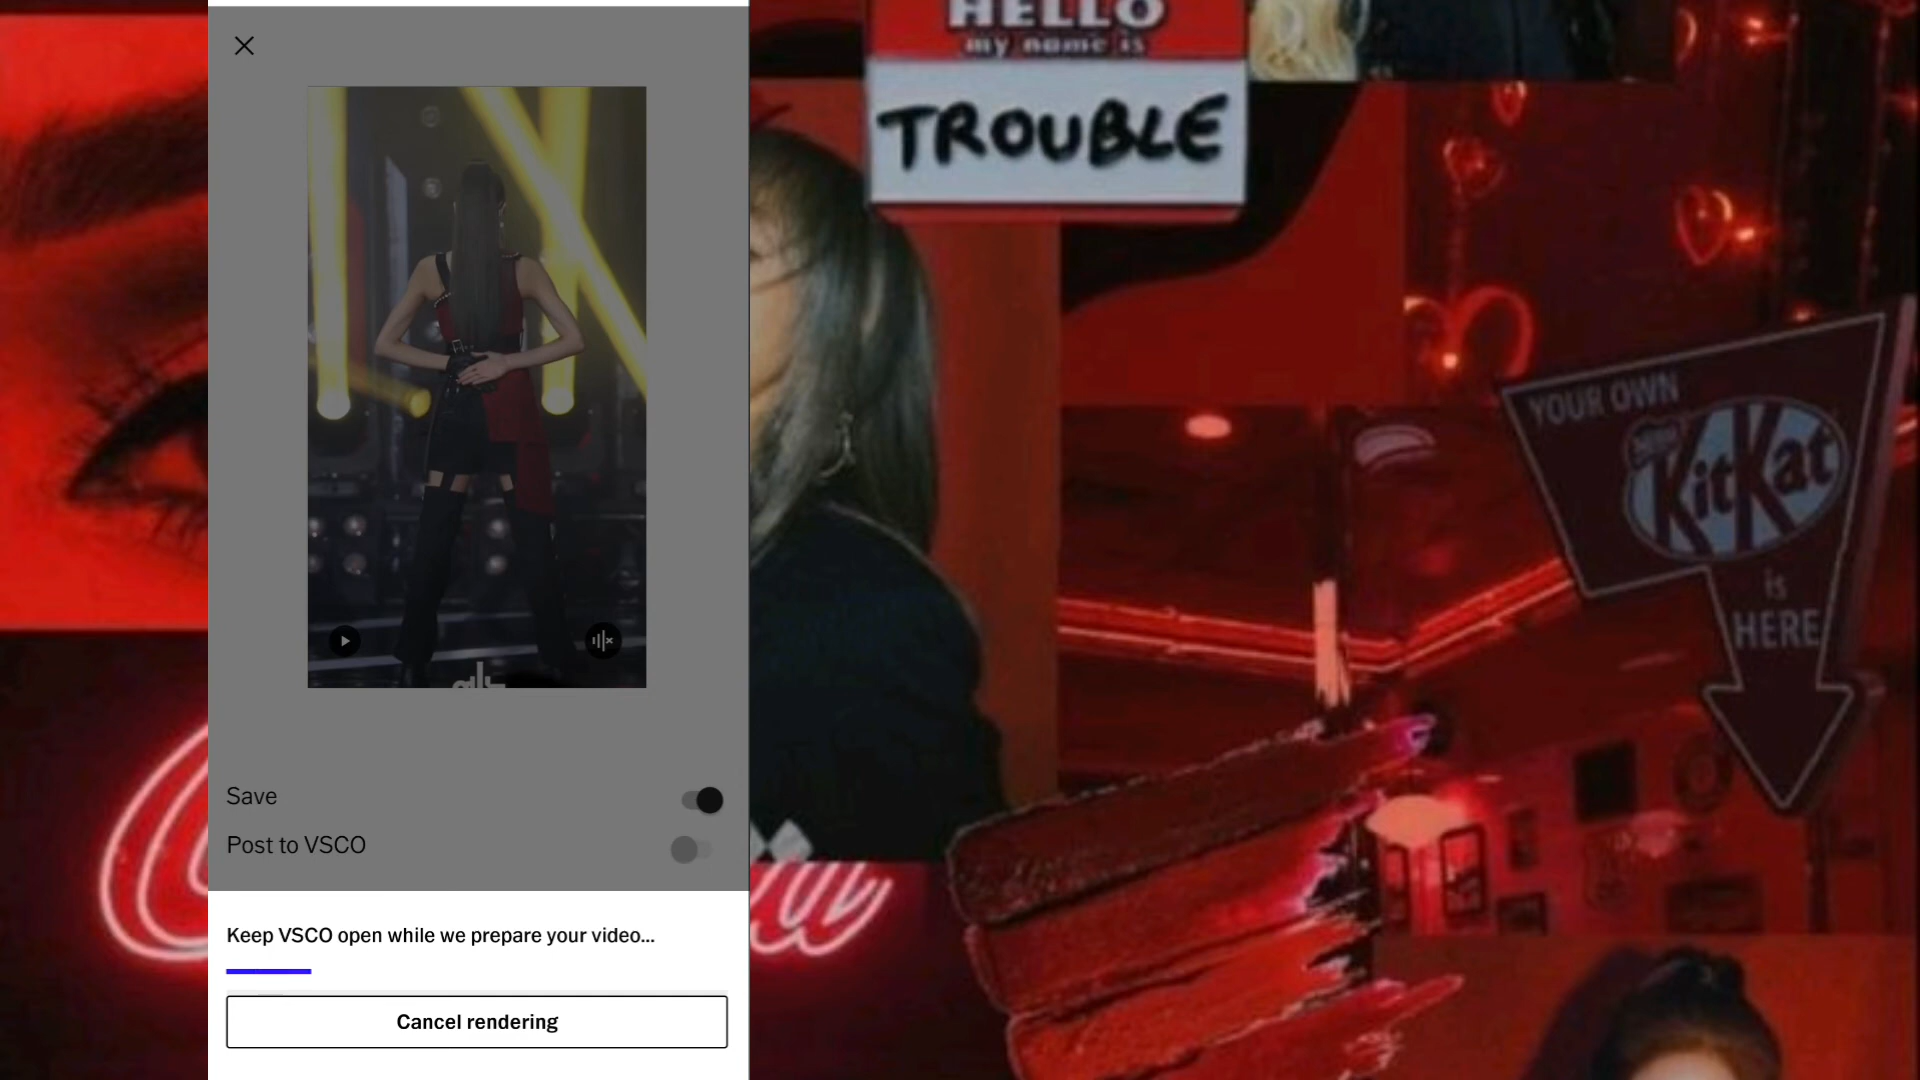 HELLO
my name is
TROUBLE
YOUR OWN
KitKat
is
HERE
Save
Post to VSCO
Keep VSCO open while we prepare your video...
Cancel rendering